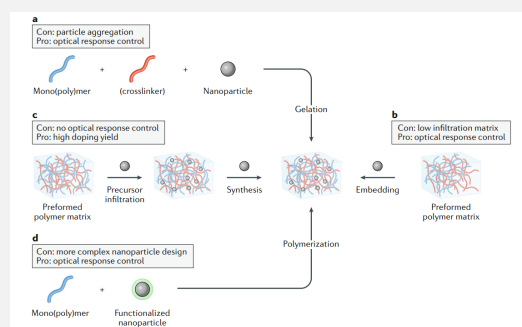 a
Con: particle aggregation
Pro: optical response control
+
+
Mono(poly)mer
(crosslinker)
Nanoparticle
Gelation
c
Con: no optical response control
Pro: high doping yield
b
Con: low infiltration matrix
Pro: optical response control
Preformed
polymer matrix
Precursor
infiltration
Synthesis
Embedding
Preformed
polymer matrix
d
Con: more complex nanoparticle design
Pro: optical response control
Polymerization
+
Mono(poly)mer
Functionalized
nanoparticle